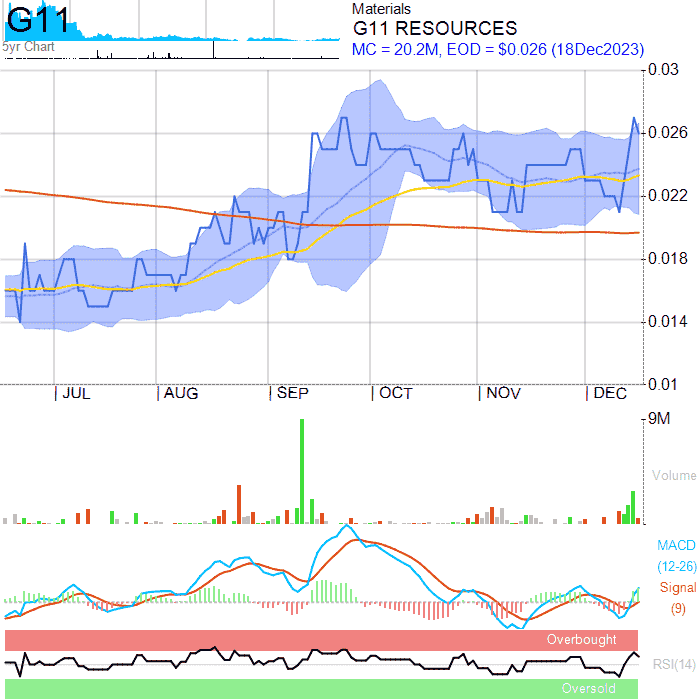 G11
5yr Chart
Materials
G11 RESOURCES
MC = 20.2M, EOD = $0.026 (18Dec2023)
0.03
0.026
0.022
0.018
0.014
0.01
JUL AUG SEP OCT NOV DEC
9M
Volume
MACD
(12-26)
Signal
(9)
Overbought
RSI(14)
Oversold